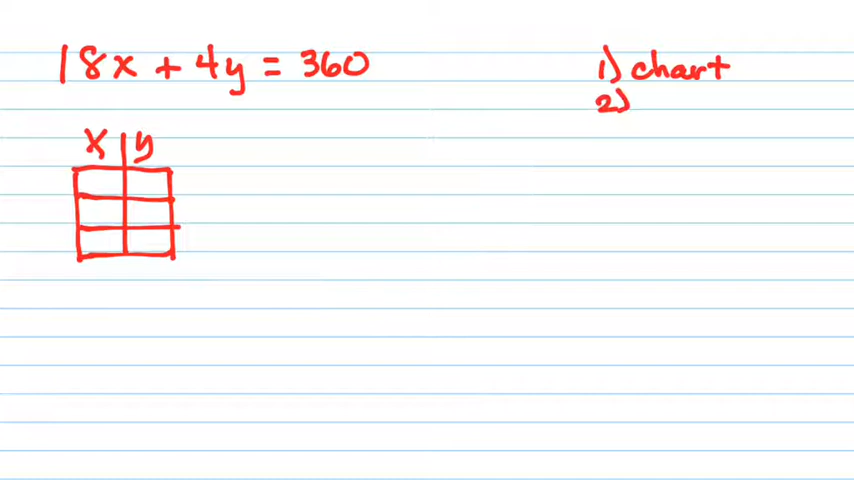 18x + 4y = 360
1) chart
2)
x y